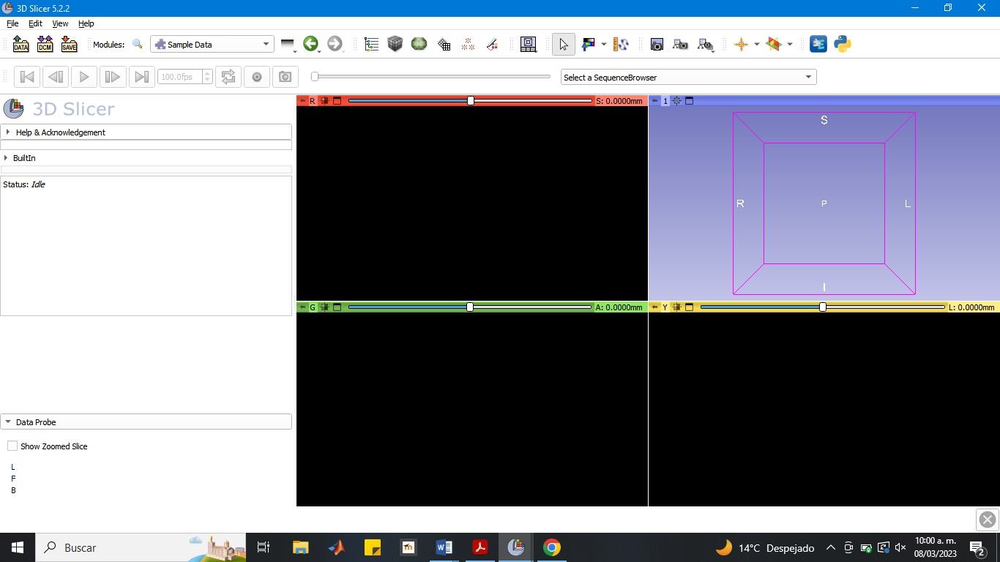 3D Slicer 5.2.2
File Edit View Help
DATA DCM SAVE Modules: Sample Data
100.0fps Select a SequenceBrowser
3D Slicer
Help & Acknowledgement
BuiltIn
Status: Idle
Data Probe
Show Zoomed Slice
L
F
B
R S: 0.0000mm
1
S
R P L
I
G A: 0.0000mm
Y L: 0.0000mm
Buscar
14°C Despejado
10:00 a. m.
08/03/2023
2